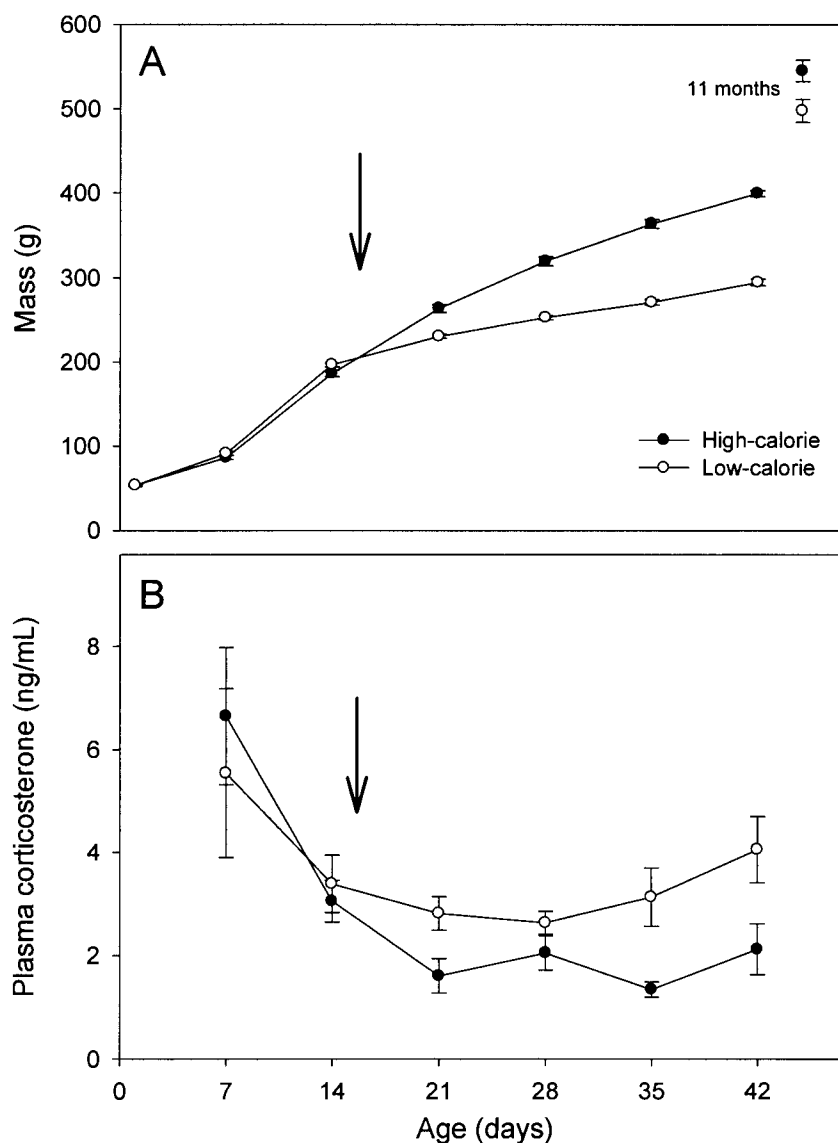 A
600
500
400
300
200
100
0
Mass (g)
11 months
High-calorie
Low-calorie
B
8
6
4
2
0
Plasma corticosterone (ng/mL)
0 7 14 21 28 35 42
Age (days)